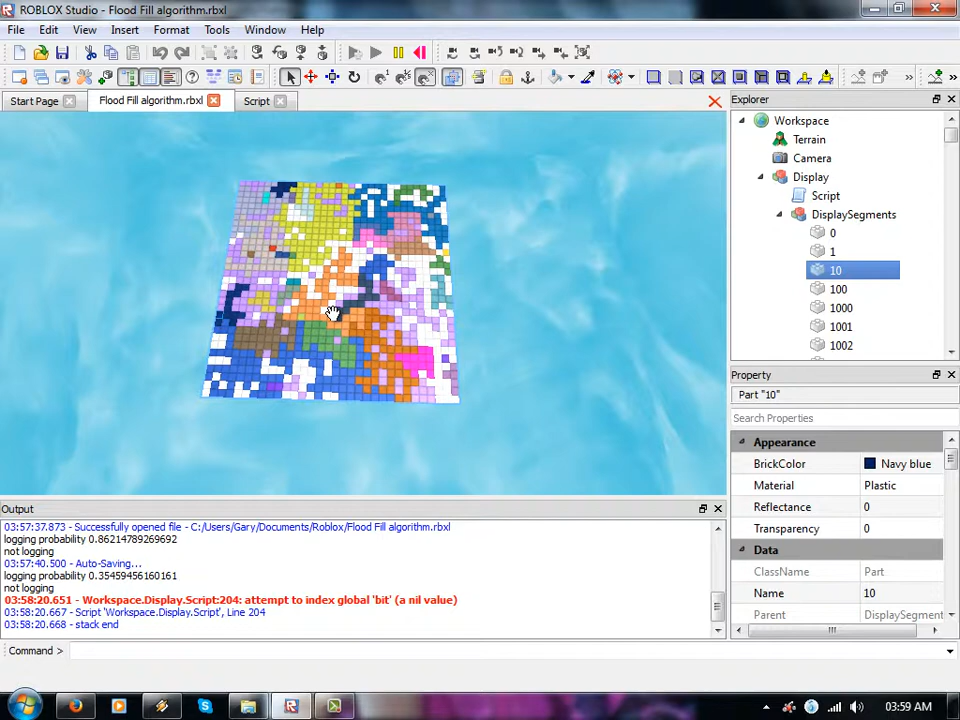 ROBLOX Studio - Flood Fill algorithm.rbxl
File Edit View Insert Format Tools Window Help
Start Page Flood Fill algorithm.rbxl Script
Explorer
Workspace
Terrain
Camera
Display
Script
DisplaySegments
0
1
10
100
1000
1001
1002
Property
Part "10"
Search Properties
Appearance
BrickColor Navy blue
Material Plastic
Reflectance 0
Transparency 0
Data
ClassName Part
Name 10
Parent DisplaySegment
Output
03:57:37.873 - Successfully opened file - C:/Users/Gary/Documents/Roblox/Flood Fill algorithm.rbxl
logging probability 0.86214789269692
not logging
03:57:40.500 - Auto-Saving...
logging probability 0.35459456160161
not logging
03:58:20.651 - Workspace.Display.Script:204: attempt to index global 'bit' (a nil value)
03:58:20.667 - Script 'Workspace.Display.Script', Line 204
03:58:20.668 - stack end
Command >
03:59 AM